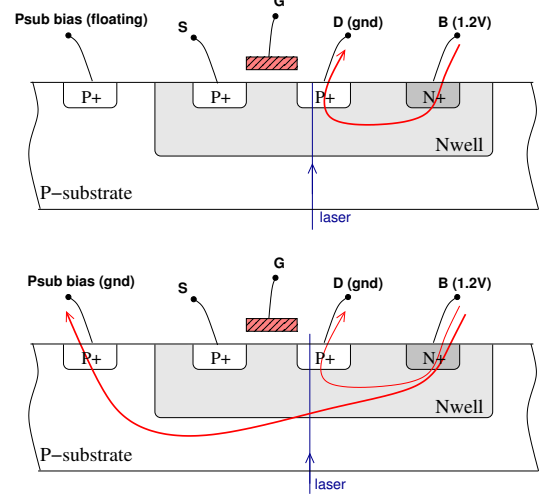 G
Psub bias (floating)
S
D (gnd)
B (1.2V)
P+
P+
P+
N+
Nwell
P−substrate
laser
G
Psub bias (gnd)
S
D (gnd)
B (1.2V)
P+
P+
P+
N+
Nwell
P−substrate
laser